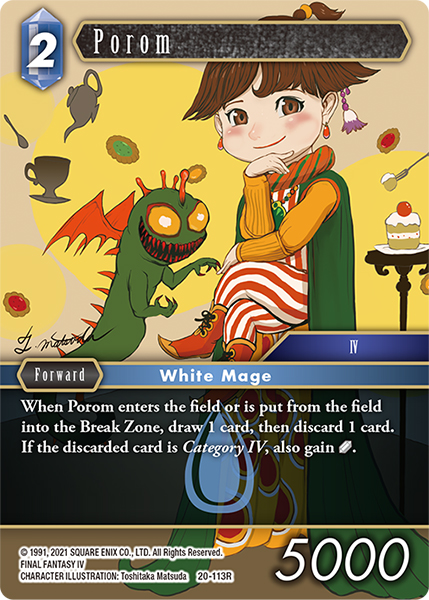 2
Porom
IV
Forward
White Mage
When Porom enters the field or is put from the field
into the Break Zone, draw 1 card, then discard 1 card.
If the discarded card is Category IV, also gain .
© 1991, 2021 SQUARE ENIX CO., LTD. All Rights Reserved.
FINAL FANTASY IV
CHARACTER ILLUSTRATION: Toshitaka Matsuda
20-113R
5000